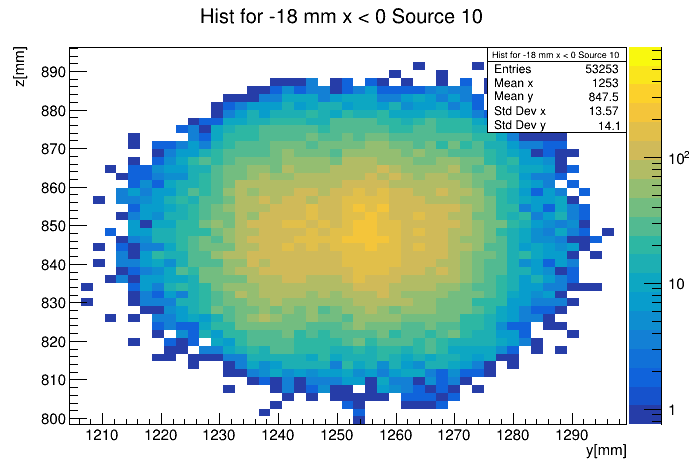 Hist for -18 mm x < 0 Source 10
z[mm]
Hist for -18 mm x < 0 Source 10
Entries 53253
Mean x 1253
Mean y 847.5
Std Dev x 13.57
Std Dev y 14.1
890
880
870
860
850
840
830
820
810
800
10²
10
1
1210 1220 1230 1240 1250 1260 1270 1280 1290
y[mm]